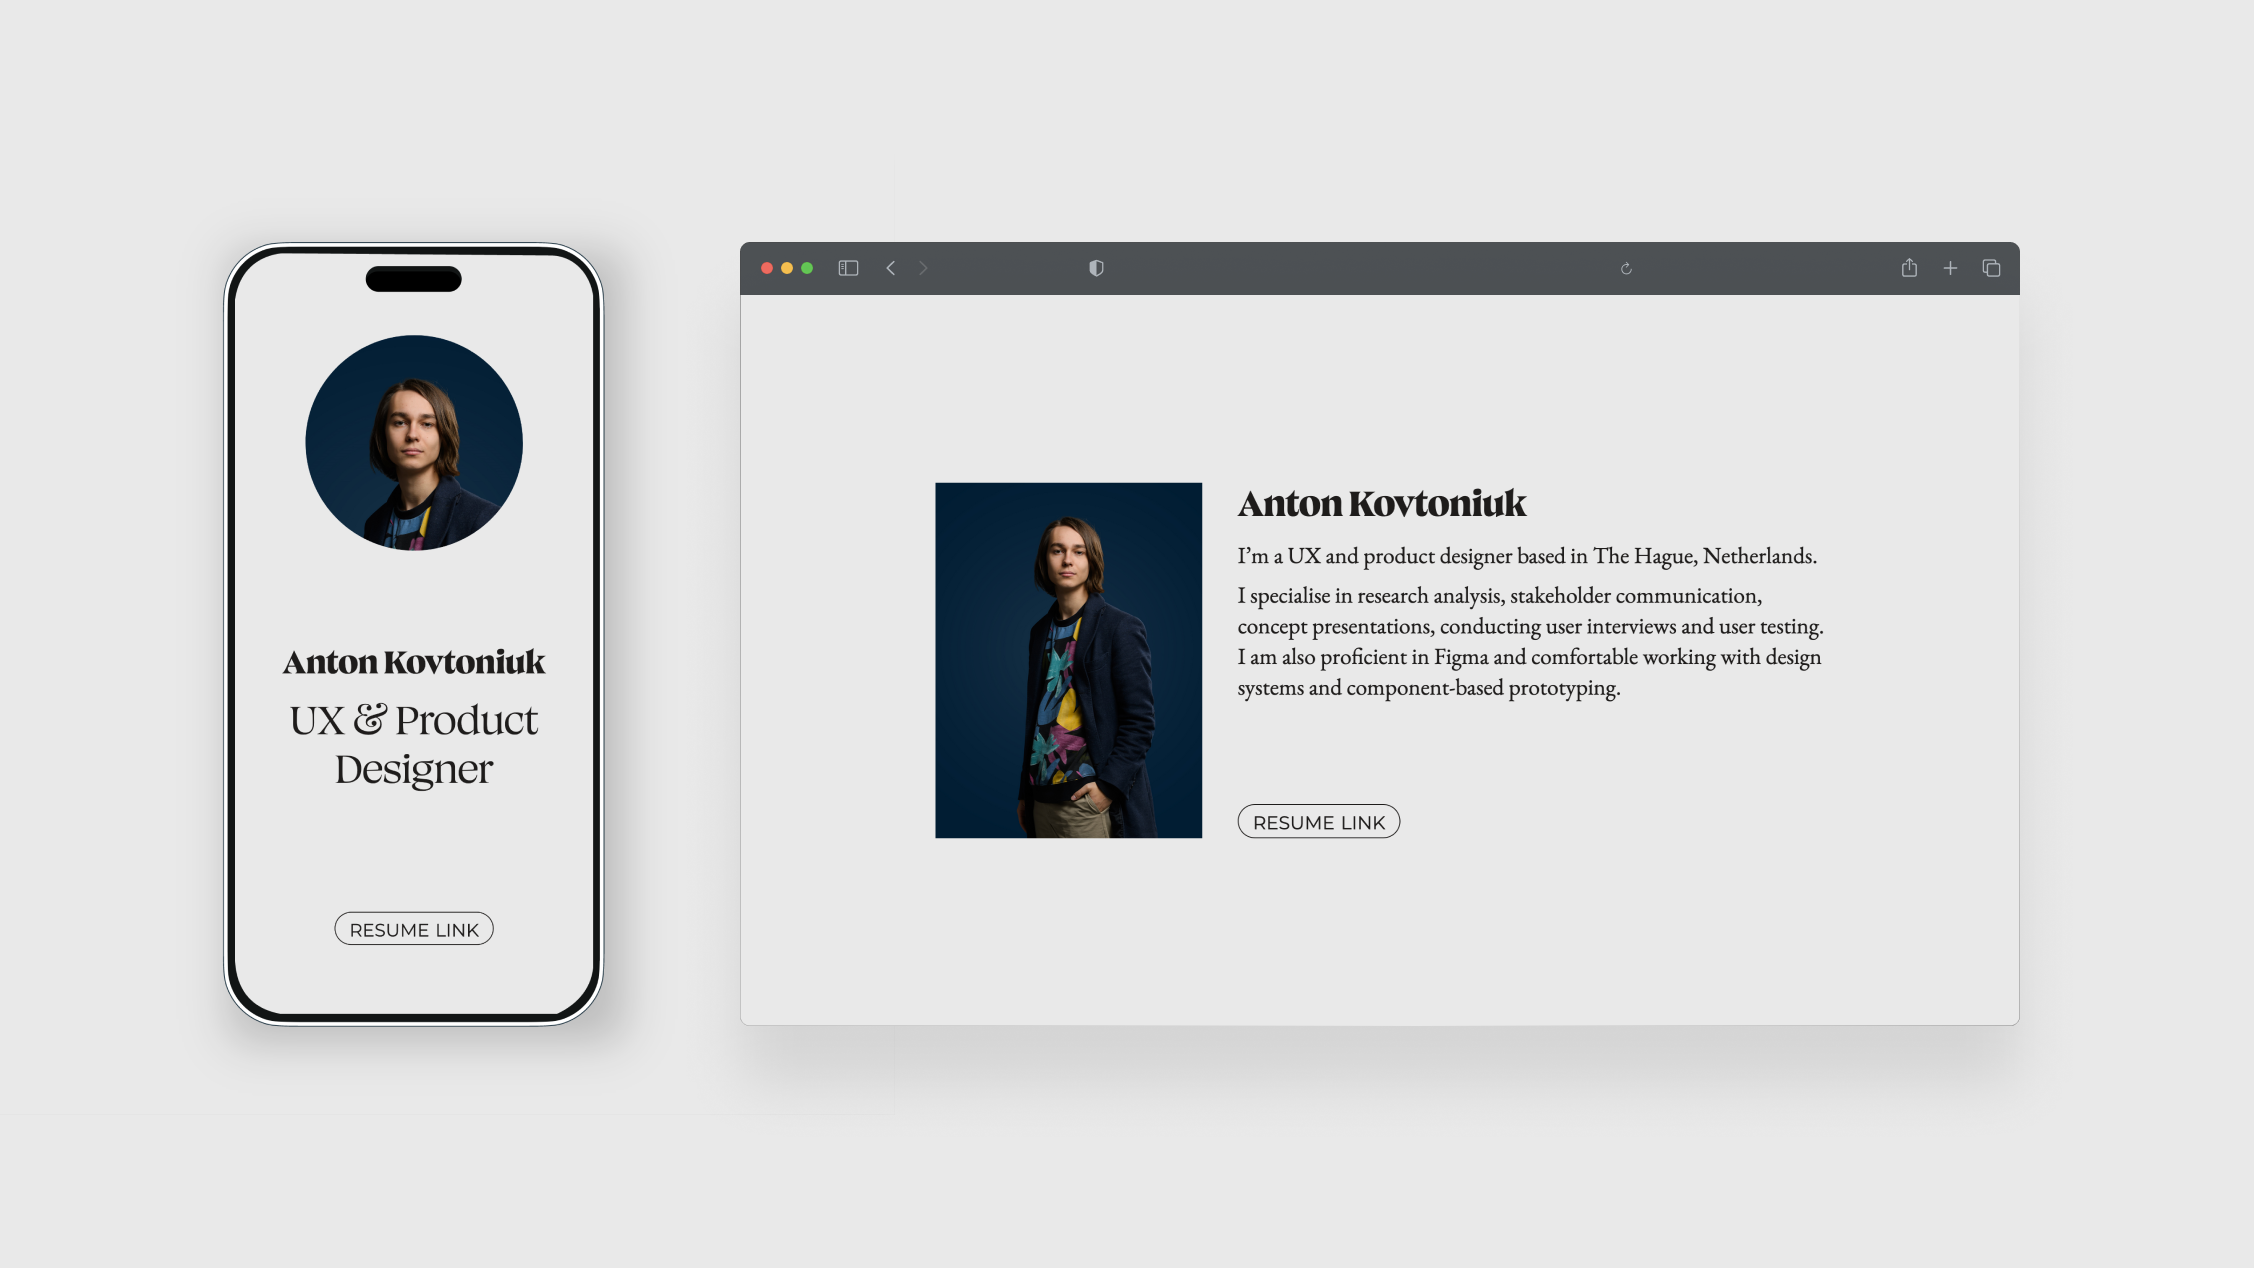 Anton Kovtoniuk
UX & Product
Designer
RESUME LINK
Anton Kovtoniuk
I’m a UX and product designer based in The Hague, Netherlands.
I specialise in research analysis, stakeholder communication,
concept presentations, conducting user interviews and user testing.
I am also proficient in Figma and comfortable working with design
systems and component-based prototyping.
RESUME LINK